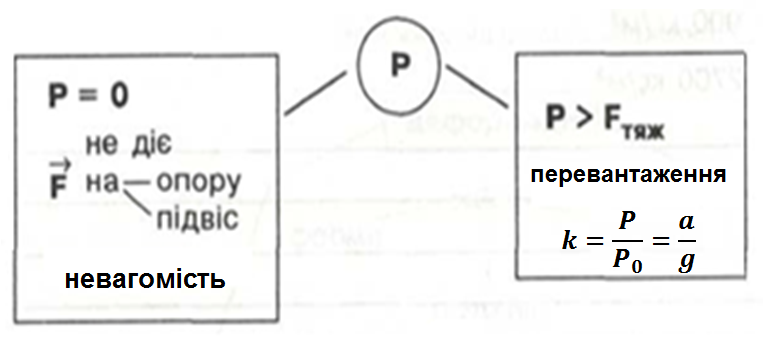 P
P = 0
не діє
F⃗ на опору
підвіс
невагомість
P > Fтяж
перевантаження
k = P/P₀ = a/g